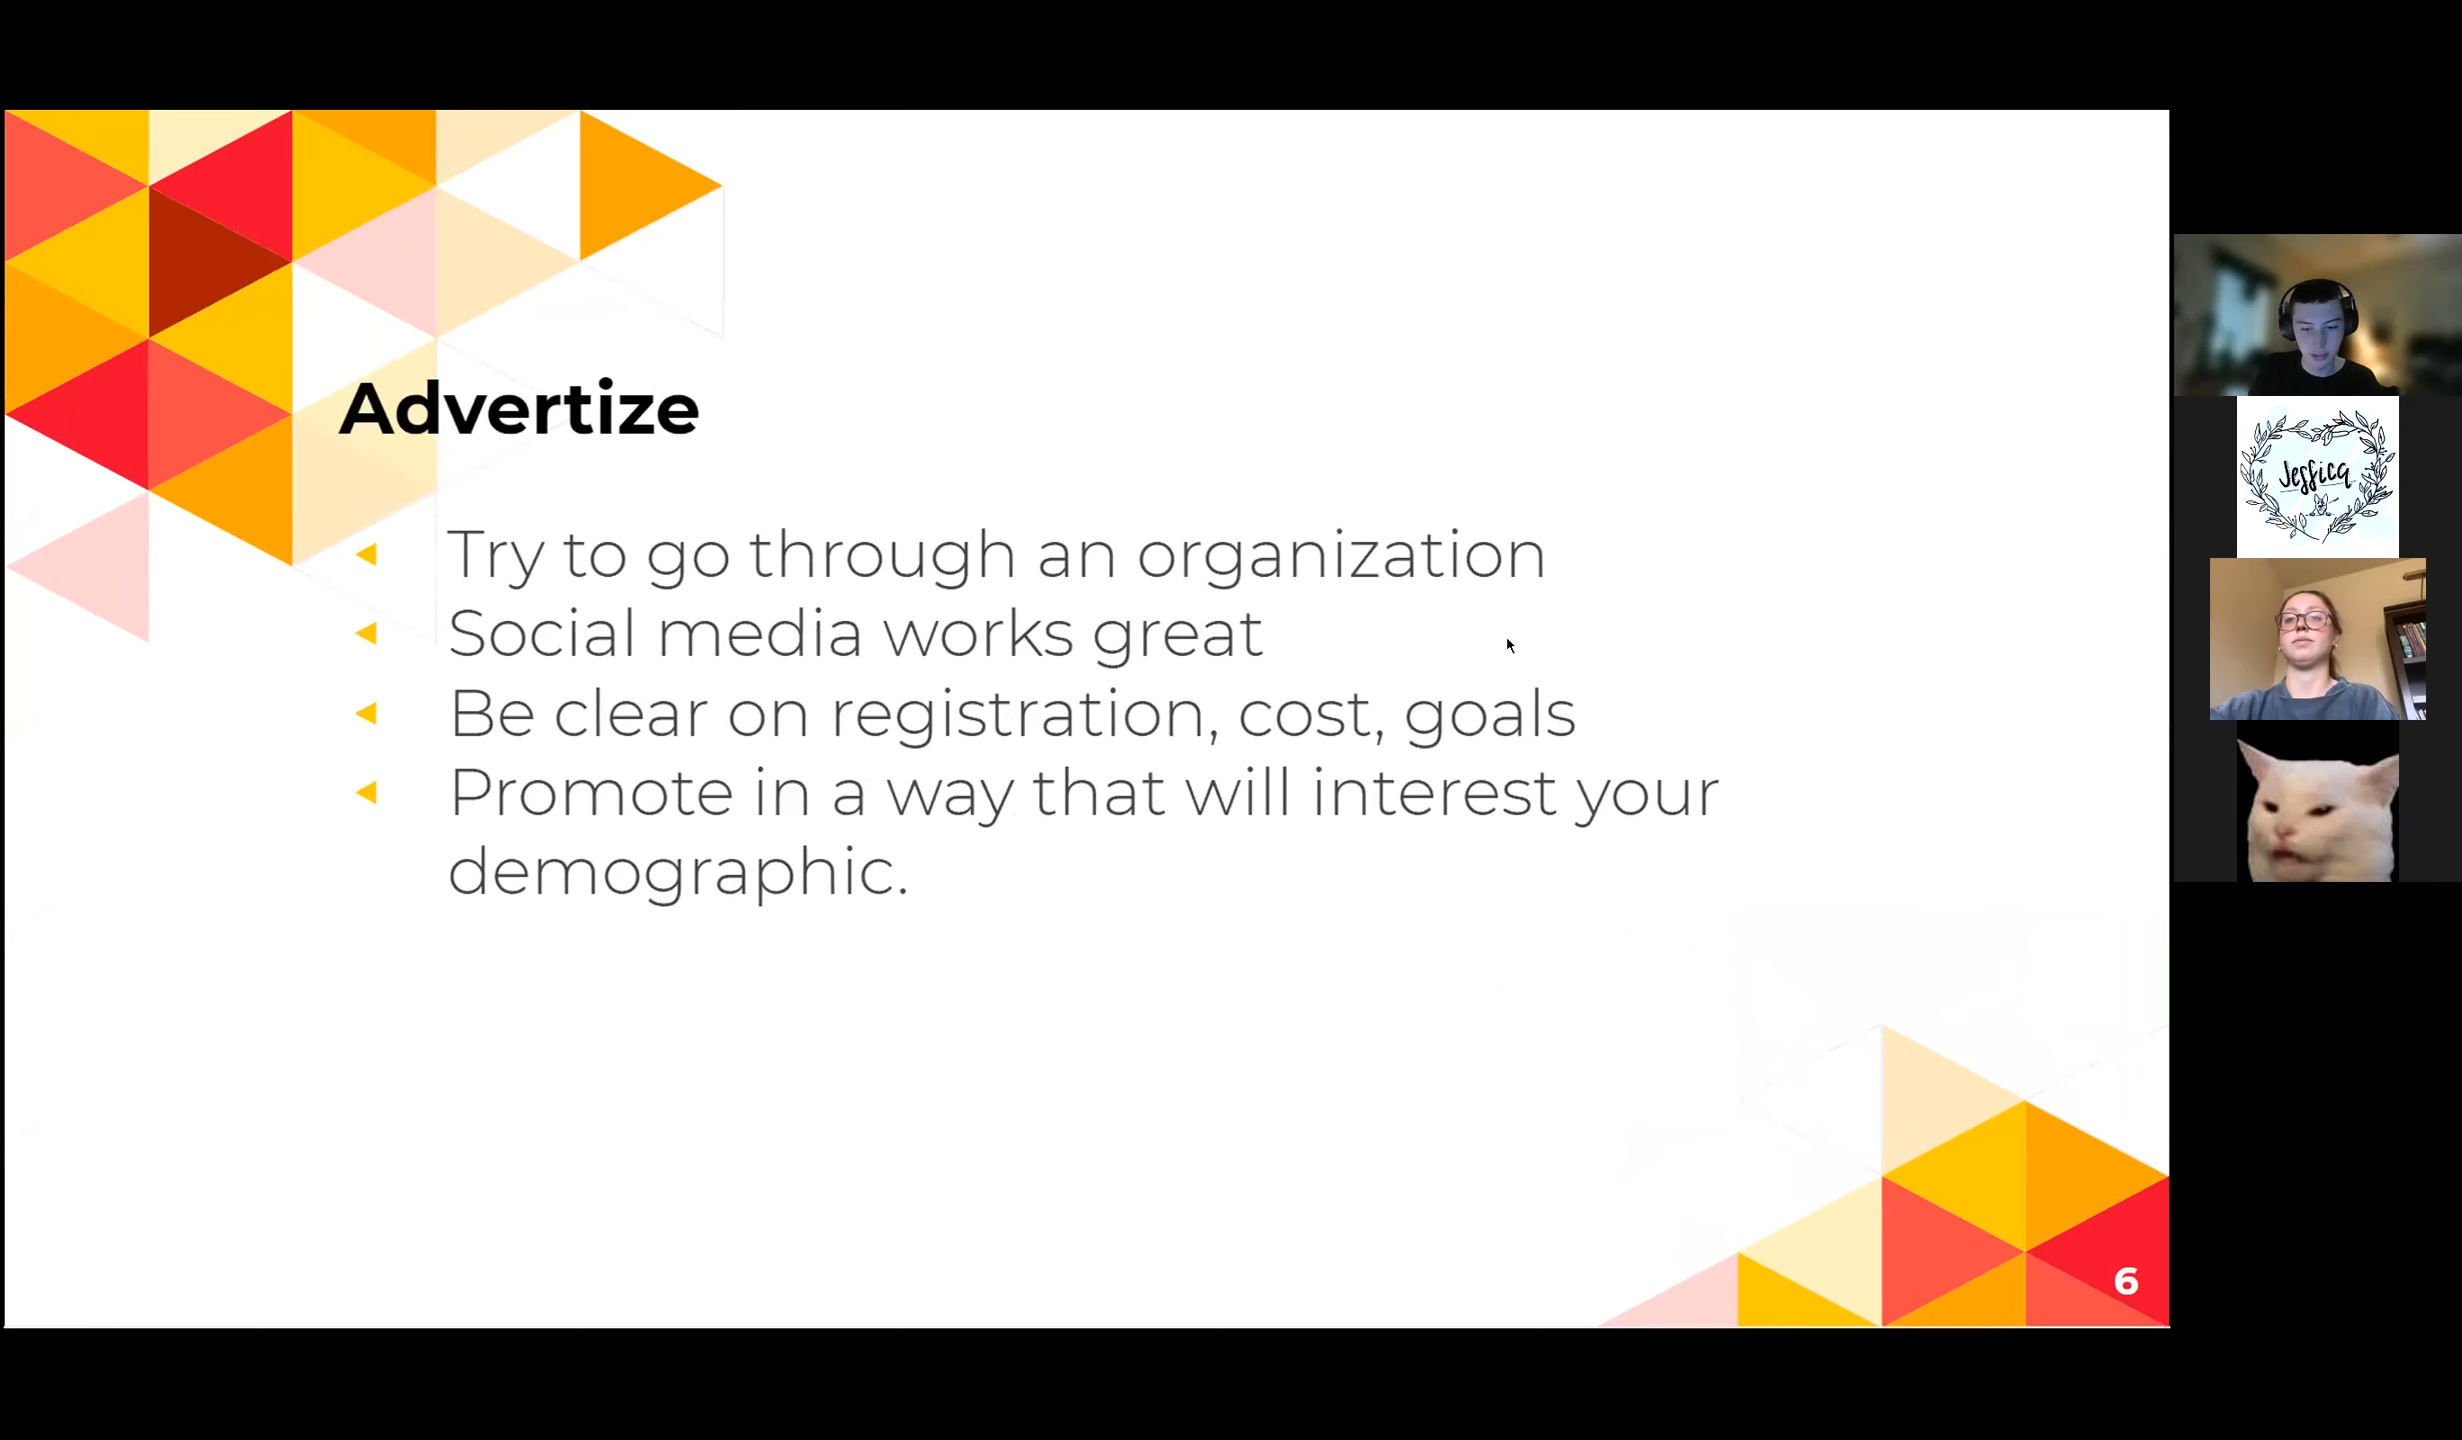 Advertize
Try to go through an organization
Social media works great
Be clear on registration, cost, goals
Promote in a way that will interest your
demographic.
6
Jessica